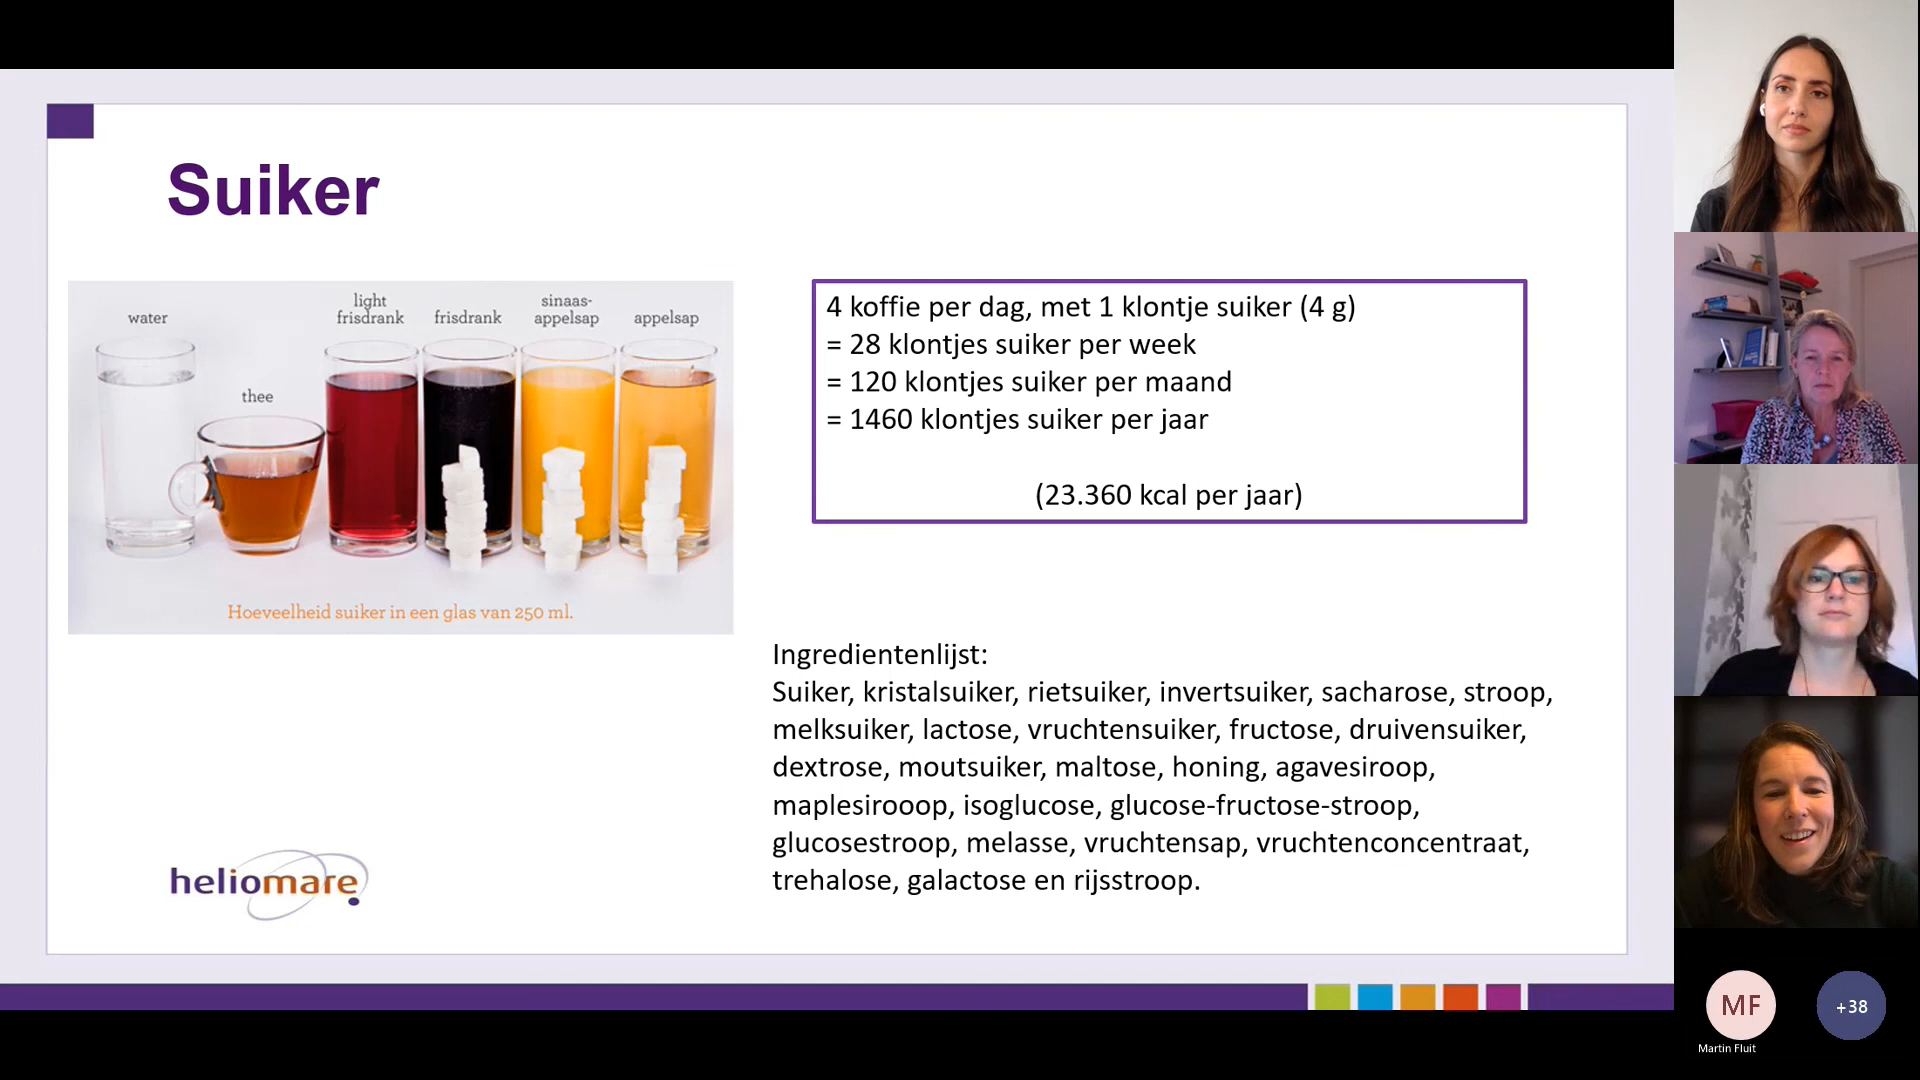 Suiker
water
thee
light
frisdrank
frisdrank
sinaas-
appelsap
appelsap
Hoeveelheid suiker in een glas van 250 ml.
4 koffie per dag, met 1 klontje suiker (4 g)
= 28 klontjes suiker per week
= 120 klontjes suiker per maand
= 1460 klontjes suiker per jaar
(23.360 kcal per jaar)
Ingredientenlijst:
Suiker, kristalsuiker, rietsuiker, invertsuiker, sacharose, stroop,
melksuiker, lactose, vruchtensuiker, fructose, druivensuiker,
dextrose, moutsuiker, maltose, honing, agavesiroop,
maplesirooop, isoglucose, glucose-fructose-stroop,
glucosestroop, melasse, vruchtensap, vruchtenconcentraat,
trehalose, galactose en rijsstroop.
heliomare
MF
Martin Fluit
+38